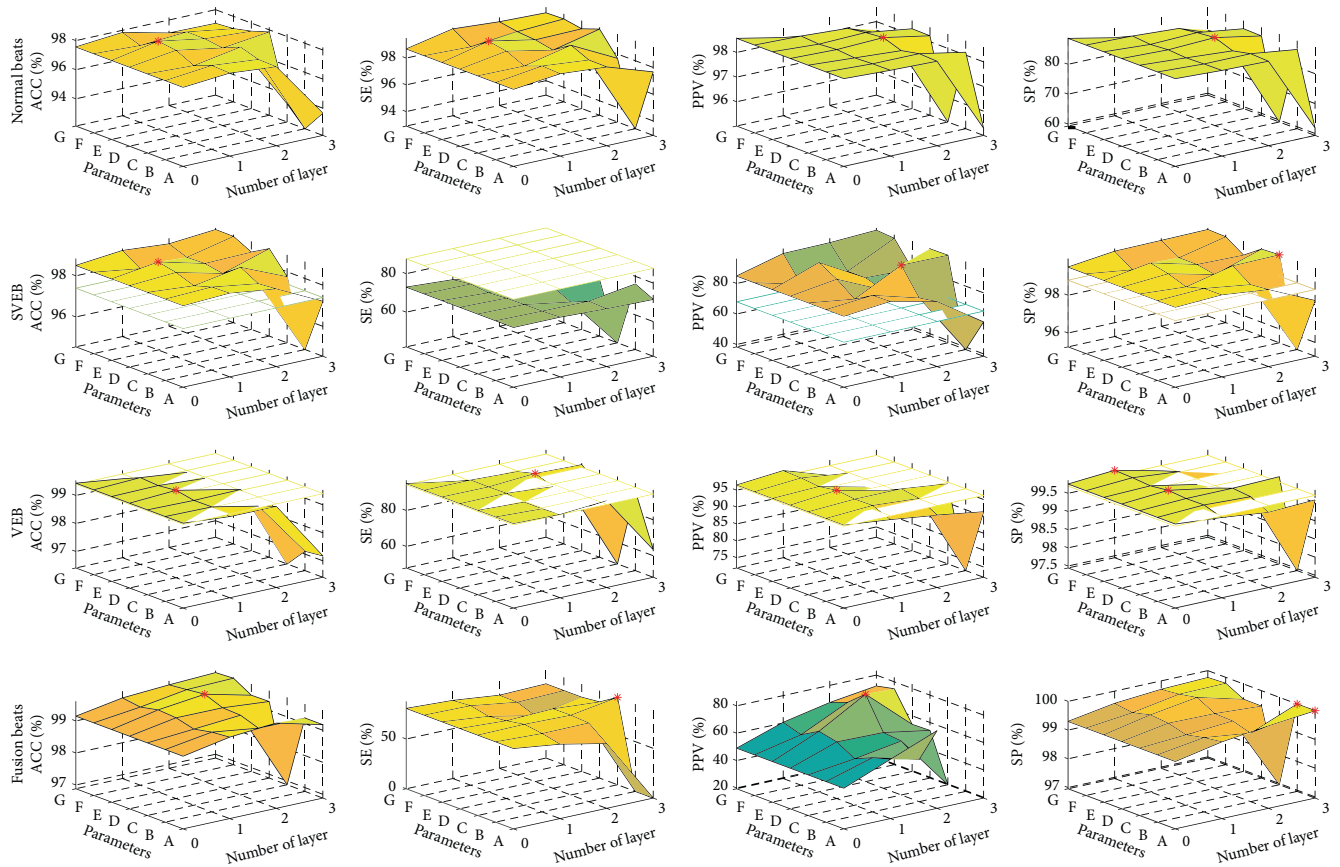 Normal beats
ACC (%)
98
96
94
G F E D C B A
Parameters
0 1 2 3
Number of layer
SE (%)
98
96
94
G F E D C B A
Parameters
0 1 2 3
Number of layer
PPV (%)
98
97
96
G F E D C B A
Parameters
0 1 2 3
Number of layer
SP (%)
80
70
60
G F E D C B A
Parameters
0 1 2 3
Number of layer
SVEB
ACC (%)
98
96
G F E D C B A
Parameters
0 1 2 3
Number of layer
SE (%)
80
60
G F E D C B A
Parameters
0 1 2 3
Number of layer
PPV (%)
80
60
40
G F E D C B A
Parameters
0 1 2 3
Number of layer
SP (%)
98
96
G F E D C B A
Parameters
0 1 2 3
Number of layer
VEB
ACC (%)
99
98
97
G F E D C B A
Parameters
0 1 2 3
Number of layer
SE (%)
80
60
G F E D C B A
Parameters
0 1 2 3
Number of layer
PPV (%)
95
90
85
80
75
G F E D C B A
Parameters
0 1 2 3
Number of layer
SP (%)
99.5
99
98.5
98
97.5
G F E D C B A
Parameters
0 1 2 3
Number of layer
Fusion beats
ACC (%)
99
98
97
G F E D C B A
Parameters
0 1 2 3
Number of layer
SE (%)
50
0
G F E D C B A
Parameters
0 1 2 3
Number of layer
PPV (%)
80
60
40
20
G F E D C B A
Parameters
0 1 2 3
Number of layer
SP (%)
100
99
98
97
G F E D C B A
Parameters
0 1 2 3
Number of layer